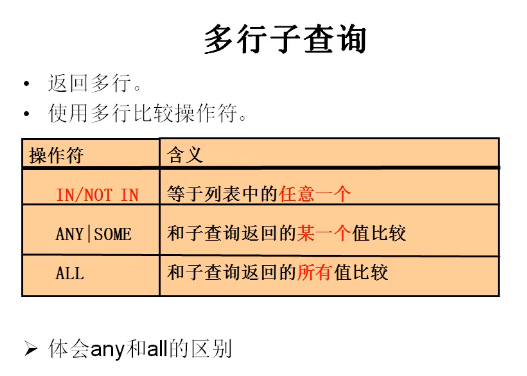 多行子查询
• 返回多行。
• 使用多行比较操作符。
操作符 含义
IN/NOT IN 等于列表中的任意一个
ANY|SOME 和子查询返回的某一个值比较
ALL 和子查询返回的所有值比较
➢ 体会any和all的区别